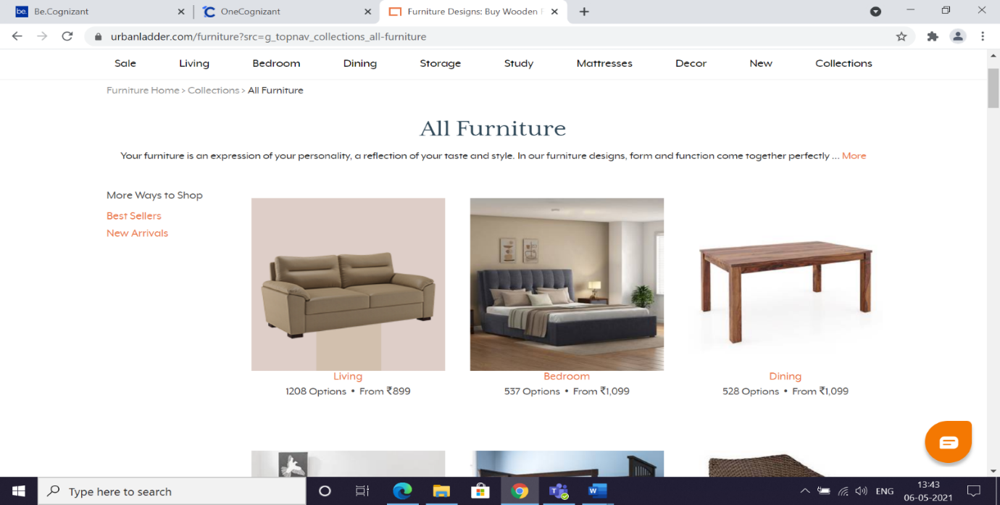 be. Be.Cognizant
OneCognizant
Furniture Designs: Buy Wooden F
urbanladder.com/furniture?src=g_topnav_collections_all-furniture
Sale Living Bedroom Dining Storage Study Mattresses Decor New Collections
Furniture Home > Collections > All Furniture
All Furniture
Your furniture is an expression of your personality, a reflection of your taste and style. In our furniture designs, form and function come together perfectly ... More
More Ways to Shop
Best Sellers
New Arrivals
Living
1208 Options • From ₹899
Bedroom
537 Options • From ₹1,099
Dining
528 Options • From ₹1,099
Type here to search
ENG
13:43
06-05-2021